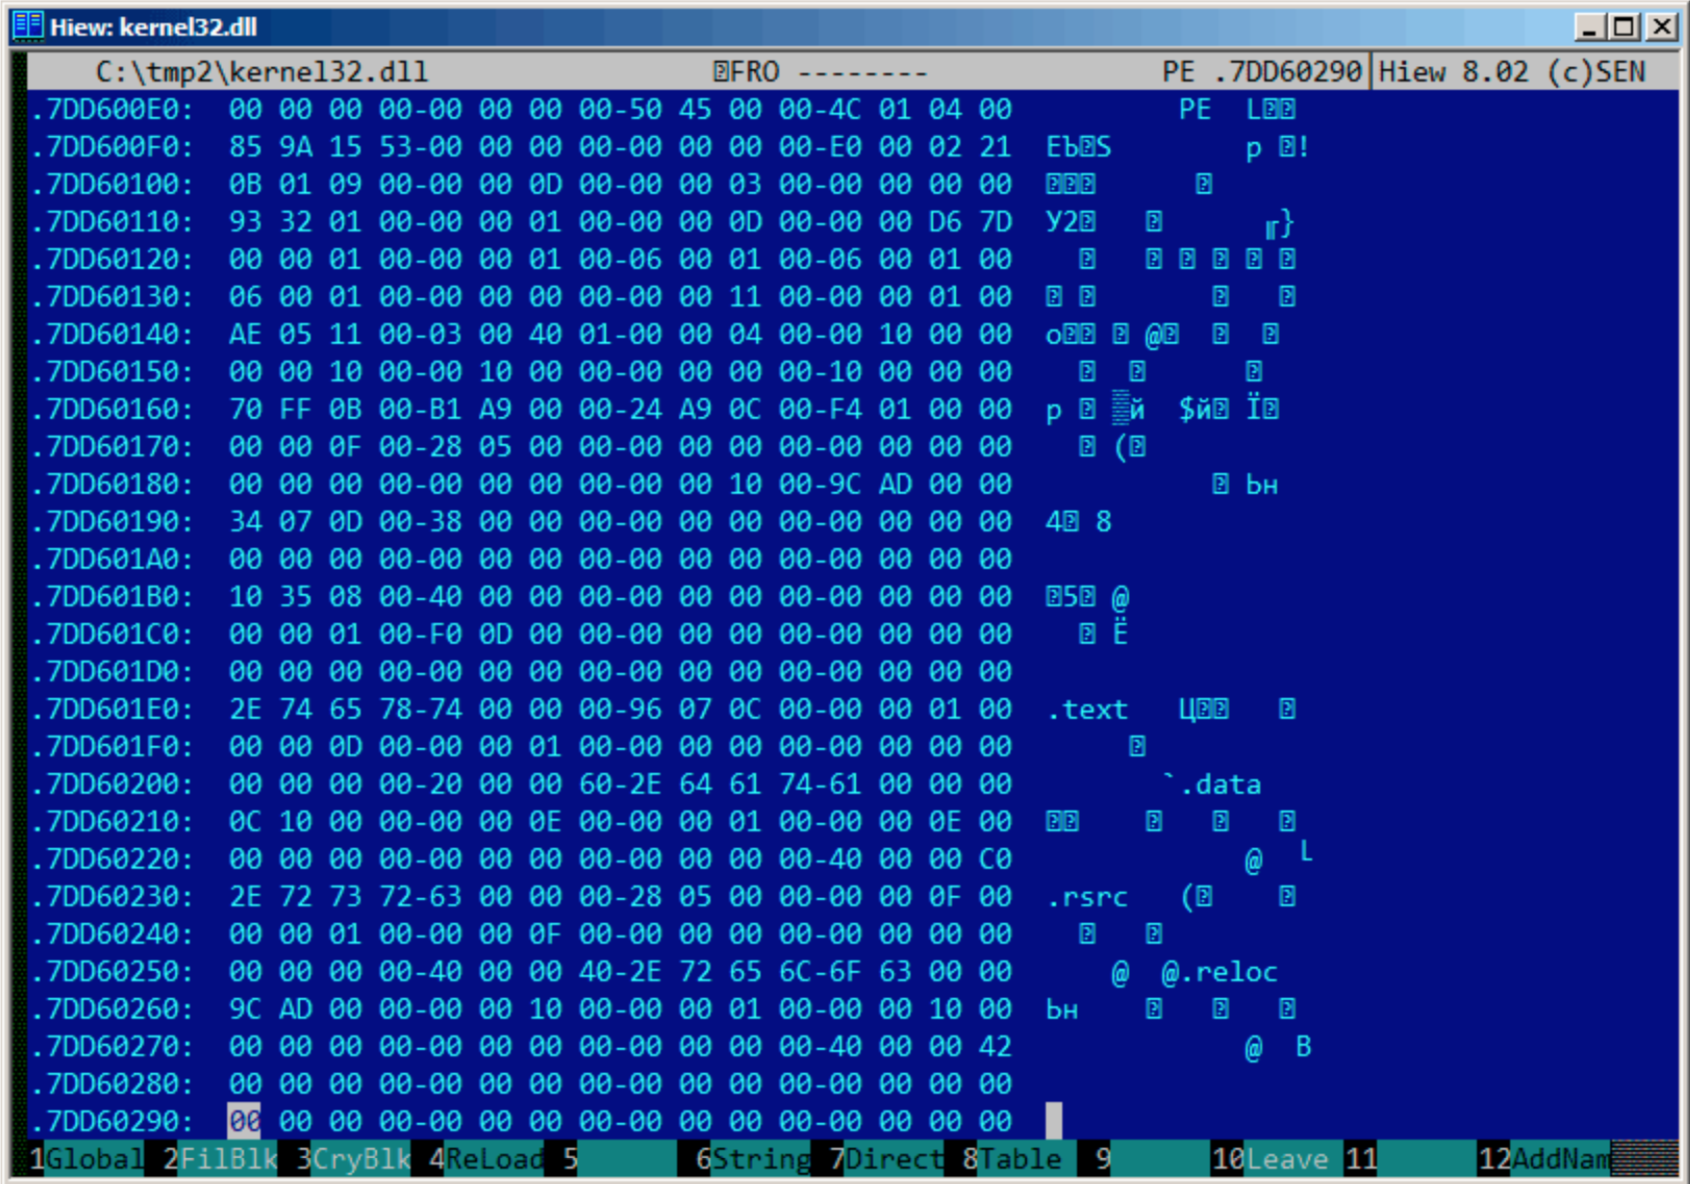 Hiew: kernel32.dll
C:\tmp2\kernel32.dll FRO -------- PE .7DD60290 Hiew 8.02 (c)SEN
.7DD600E0: 00 00 00 00-00 00 00 00-50 45 00 00-4C 01 04 00 PE L
.7DD600F0: 85 9A 15 53-00 00 00 00-00 00 00 00-E0 00 02 21 ЕЪ S р !
.7DD60100: 0B 01 09 00-00 00 0D 00-00 00 03 00-00 00 00 00
.7DD60110: 93 32 01 00-00 00 01 00-00 00 0D 00-00 00 D6 7D У2 ╓}
.7DD60120: 00 00 01 00-00 00 01 00-06 00 01 00-06 00 01 00
.7DD60130: 06 00 01 00-00 00 00 00-00 00 11 00-00 00 01 00
.7DD60140: AE 05 11 00-03 00 40 01-00 00 04 00-00 10 00 00 о @
.7DD60150: 00 00 10 00-00 10 00 00-00 00 00 00-10 00 00 00
.7DD60160: 70 FF 0B 00-B1 A9 00 00-24 A9 0C 00-F4 01 00 00 p ▒й $й Ї
.7DD60170: 00 00 0F 00-28 05 00 00-00 00 00 00-00 00 00 00 (
.7DD60180: 00 00 00 00-00 00 00 00-00 00 10 00-9C AD 00 00 Ьн
.7DD60190: 34 07 0D 00-38 00 00 00-00 00 00 00-00 00 00 00 4 8
.7DD601A0: 00 00 00 00-00 00 00 00-00 00 00 00-00 00 00 00
.7DD601B0: 10 35 08 00-40 00 00 00-00 00 00 00-00 00 00 00 5 @
.7DD601C0: 00 00 01 00-F0 0D 00 00-00 00 00 00-00 00 00 00 Ё
.7DD601D0: 00 00 00 00-00 00 00 00-00 00 00 00-00 00 00 00
.7DD601E0: 2E 74 65 78-74 00 00 00-96 07 0C 00-00 00 01 00 .text Ц
.7DD601F0: 00 00 0D 00-00 00 01 00-00 00 00 00-00 00 00 00
.7DD60200: 00 00 00 00-20 00 00 60-2E 64 61 74-61 00 00 00 `.data
.7DD60210: 0C 10 00 00-00 00 0E 00-00 00 01 00-00 00 0E 00
.7DD60220: 00 00 00 00-00 00 00 00-00 00 00 00-40 00 00 C0 @ └
.7DD60230: 2E 72 73 72-63 00 00 00-28 05 00 00-00 00 0F 00 .rsrc (
.7DD60240: 00 00 01 00-00 00 0F 00-00 00 00 00-00 00 00 00
.7DD60250: 00 00 00 00-40 00 00 40-2E 72 65 6C-6F 63 00 00 @ @.reloc
.7DD60260: 9C AD 00 00-00 00 10 00-00 00 01 00-00 00 10 00 Ьн
.7DD60270: 00 00 00 00-00 00 00 00-00 00 00 00-40 00 00 42 @ B
.7DD60280: 00 00 00 00-00 00 00 00-00 00 00 00-00 00 00 00
.7DD60290: 00 00 00 00-00 00 00 00-00 00 00 00-00 00 00 00
1Global 2FilBlk 3CryBlk 4ReLoad 5 6String 7Direct 8Table 9 10Leave 11 12AddNam